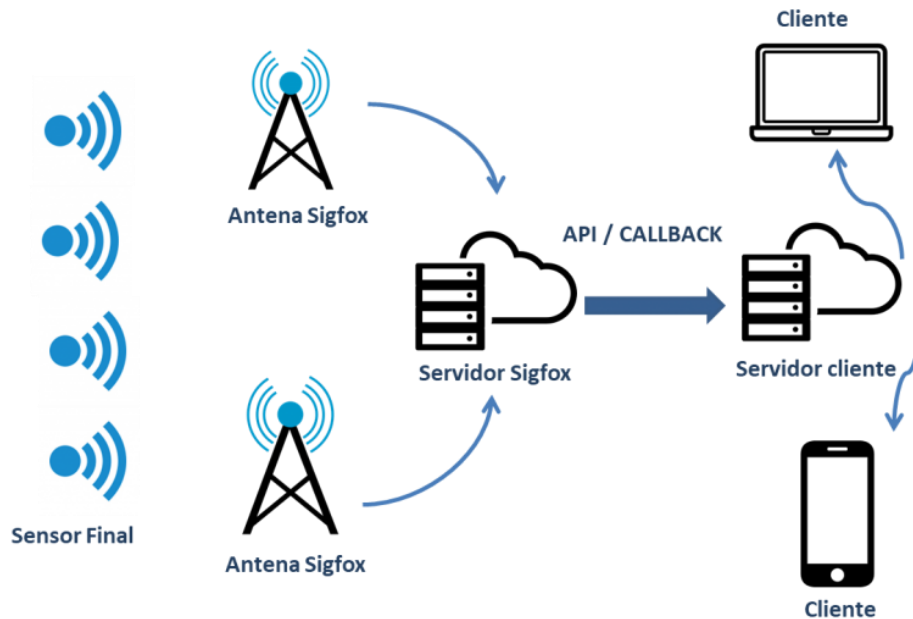 Cliente
Antena Sigfox
API / CALLBACK
Servidor Sigfox
Servidor cliente
Sensor Final
Antena Sigfox
Cliente